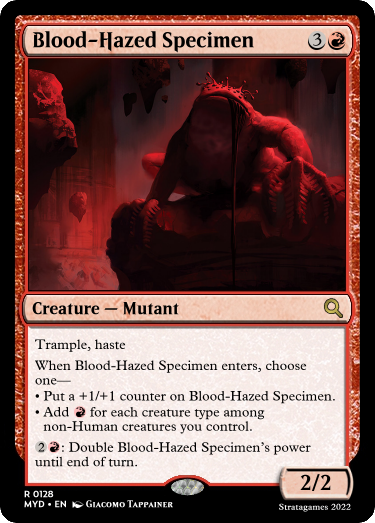 Blood-Hazed Specimen 3
Creature — Mutant
Trample, haste
When Blood-Hazed Specimen enters, choose
one—
• Put a +1/+1 counter on Blood-Hazed Specimen.
• Add for each creature type among
non-Human creatures you control.
2 : Double Blood-Hazed Specimen's power
until end of turn.
2/2
R 0128
MYD • EN Giacomo Tappainer
Stratagames 2022